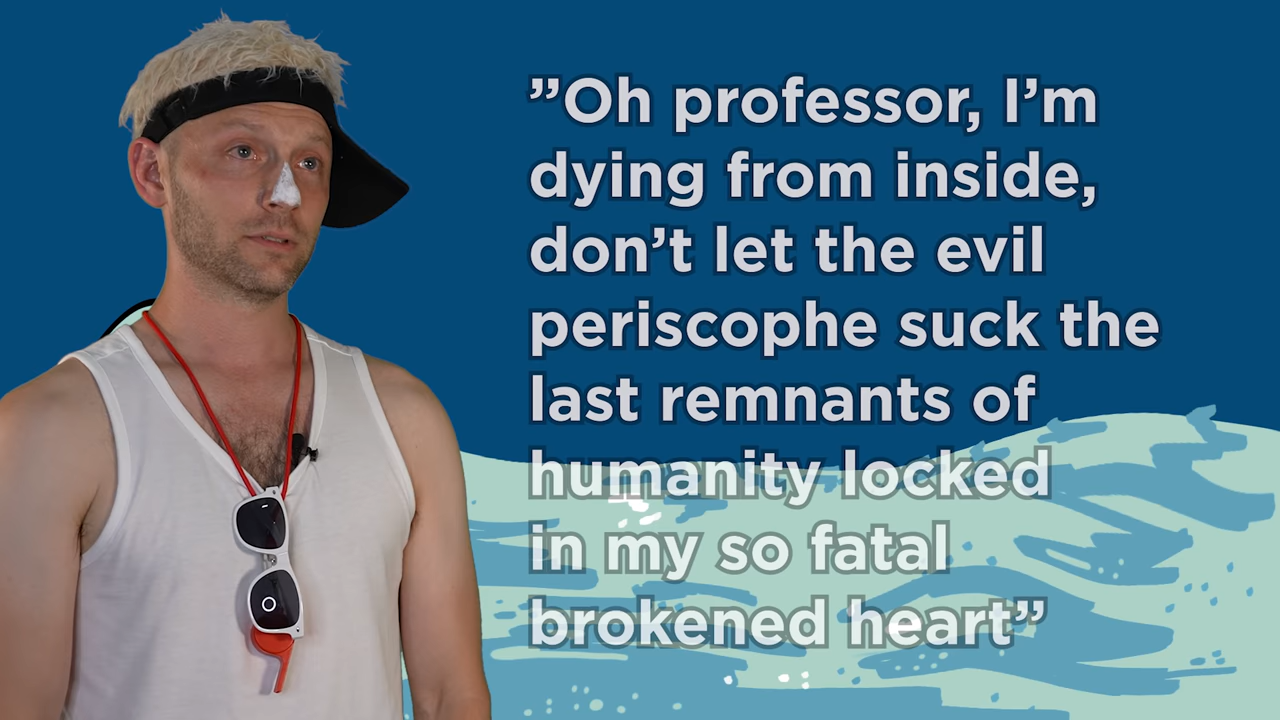 ”Oh professor, I’m
dying from inside,
don’t let the evil
periscophe suck the
last remnants of
humanity locked
in my so fatal
brokened heart”